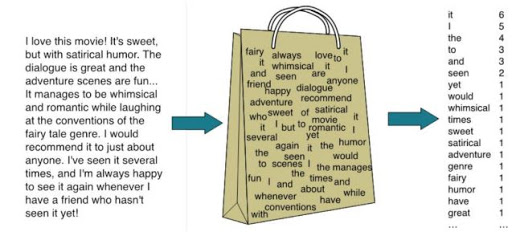 I love this movie! It's sweet,
but with satirical humor. The
dialogue is great and the
adventure scenes are fun...
It manages to be whimsical
and romantic while laughing
at the conventions of the
fairy tale genre. I would
recommend it to just about
anyone. I've seen it several
times, and I'm always happy
to see it again whenever I
have a friend who hasn't
seen it yet!
fairy always love to it
it whimsical it I
and seen are anyone
friend
happy dialogue
adventure recommend
who sweet of satirical
movie it
it I but to romantic I
several yet
again it the humor
the seen would
to scenes I the manages
fun I the times and
and about while
whenever have
conventions
with
it 6
I 5
the 4
to 3
and 3
seen 2
yet 1
would 1
whimsical 1
times 1
sweet 1
satirical 1
adventure 1
genre 1
fairy 1
humor 1
have 1
great 1
... ...